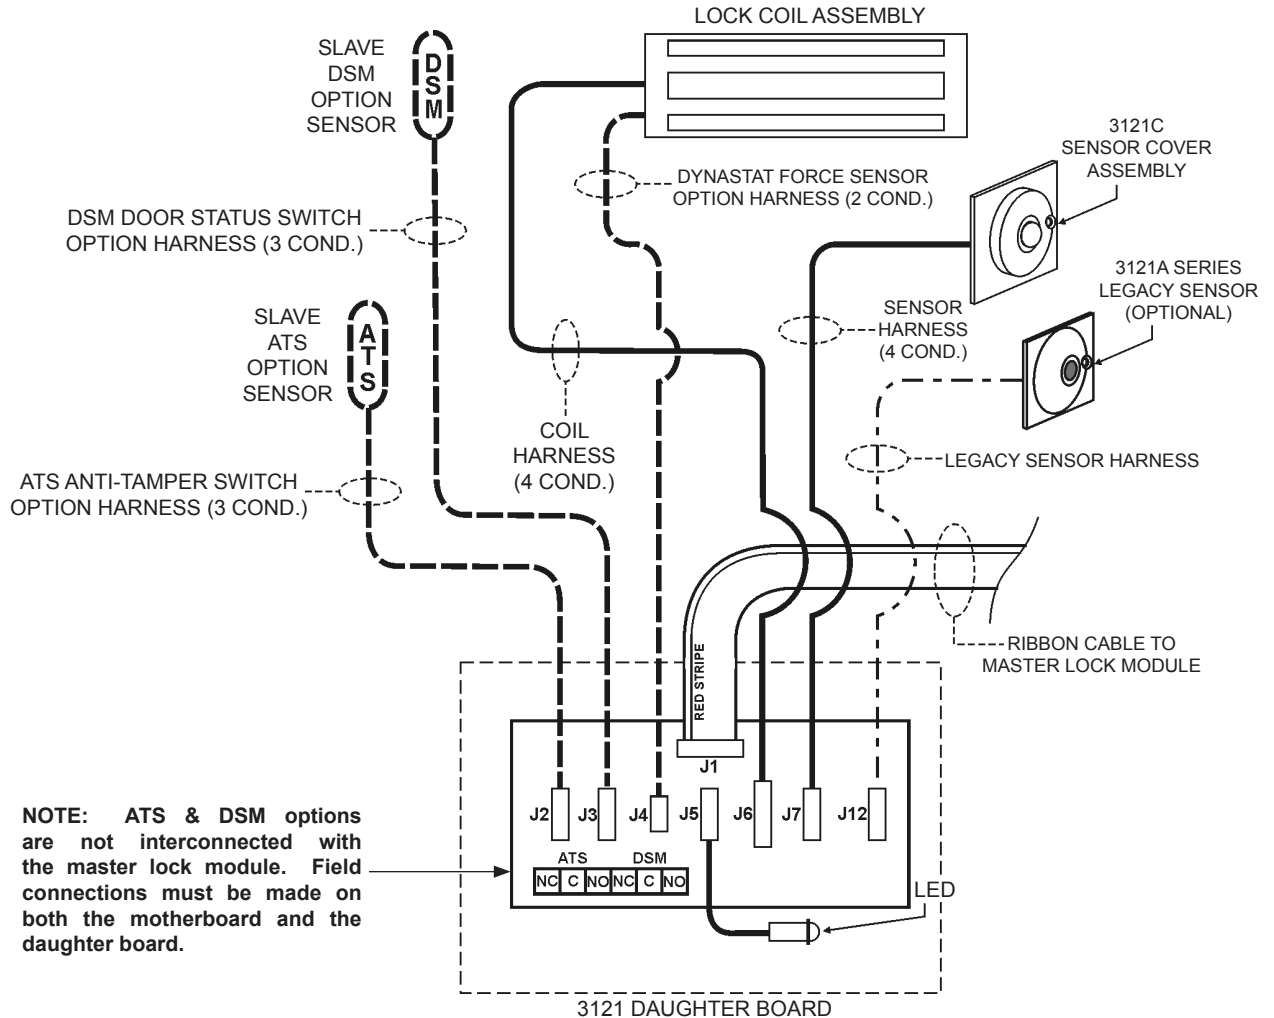 LOCK COIL ASSEMBLY
SLAVE
DSM
OPTION
SENSOR
DSM
3121C
SENSOR COVER
ASSEMBLY
DYNASTAT FORCE SENSOR
OPTION HARNESS (2 COND.)
DSM DOOR STATUS SWITCH
OPTION HARNESS (3 COND.)
3121A SERIES
LEGACY SENSOR
(OPTIONAL)
SLAVE
ATS
OPTION
SENSOR
ATS
SENSOR
HARNESS
(4 COND.)
COIL
HARNESS
(4 COND.)
LEGACY SENSOR HARNESS
ATS ANTI-TAMPER SWITCH
OPTION HARNESS (3 COND.)
RIBBON CABLE TO
MASTER LOCK MODULE
RED STRIPE
J1
J2 J3 J4 J5 J6 J7 J12
ATS DSM
NC C NO NC C NO
NOTE: ATS & DSM options
are not interconnected with
the master lock module. Field
connections must be made on
both the motherboard and the
daughter board.
LED
3121 DAUGHTER BOARD